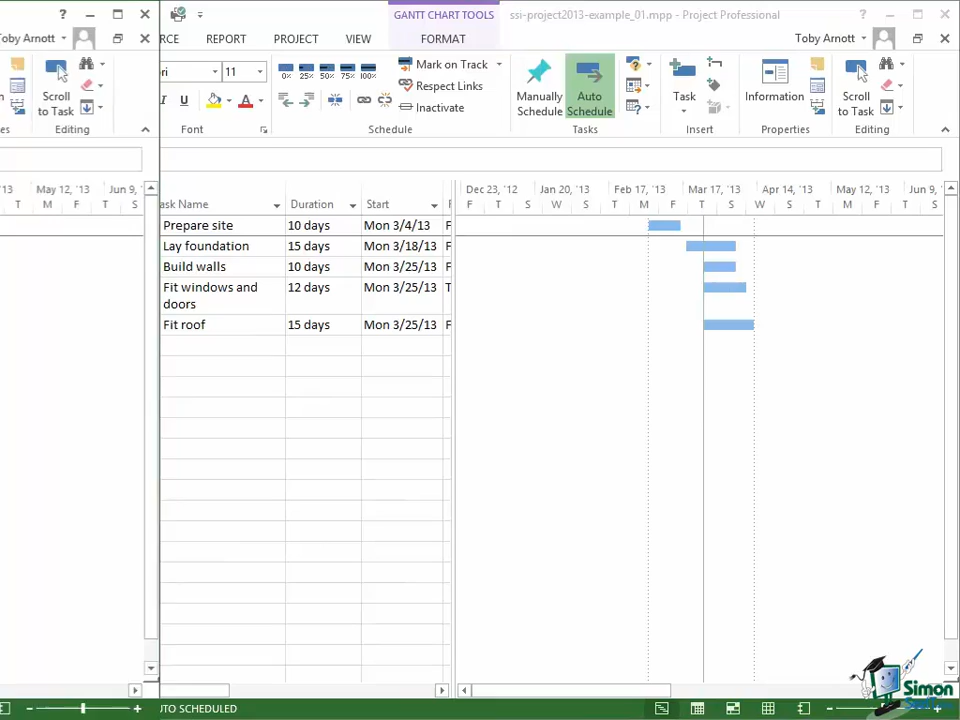 GANTT CHART TOOLS
ssi-project2013-example_01.mpp - Project Professional
Toby Arnott
REPORT
PROJECT
VIEW
FORMAT
Toby Arnott
11
Mark on Track
Respect Links
Inactivate
0% 25% 50% 75% 100%
Scroll
to Task
Manually
Schedule
Auto
Schedule
Task
Information
Scroll
to Task
Editing
Font
Schedule
Tasks
Insert
Properties
Editing
'13 May 12, '13 Jun 9, '
T M F T S
ask Name Duration Start F
Dec 23, '12 Jan 20, '13 Feb 17, '13 Mar 17, '13 Apr 14, '13 May 12, '13 Jun 9, '
F T S W S T M F T S W S T M F T S
Prepare site 10 days Mon 3/4/13 F
Lay foundation 15 days Mon 3/18/13 F
Build walls 10 days Mon 3/25/13 F
Fit windows and
doors 12 days Mon 3/25/13 T
Fit roof 15 days Mon 3/25/13 F
UTO SCHEDULED
Simon